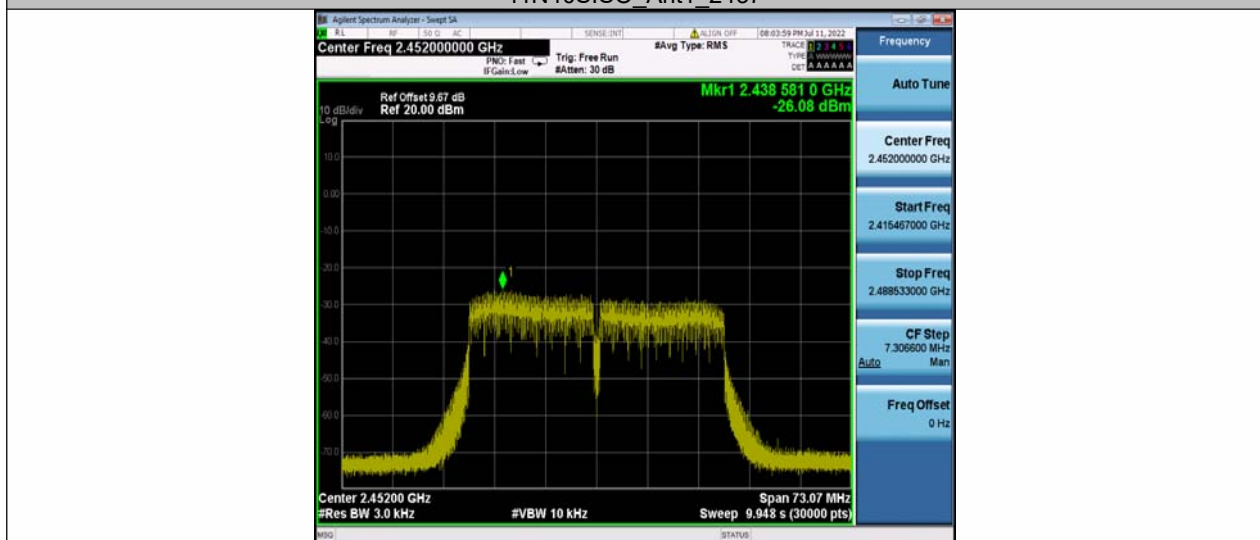 Agilent Spectrum Analyzer - Swept SA
RL RF 50 Ω AC SENSE:INT ALIGN OFF 08:03:59 PM Jul 11, 2022
Center Freq 2.452000000 GHz #Avg Type: RMS TRACE 1 2 3 4 5 6
PNO: Fast Trig: Free Run TYPE
IFGain:Low #Atten: 30 dB DET A A A A A A
Frequency
Mkr1 2.438 581 0 GHz
-26.08 dBm
Ref Offset 9.67 dB
10 dB/div Ref 20.00 dBm
Log
10.0
0.00
-10.0
-20.0
-30.0
-40.0
-50.0
-60.0
-70.0
1
Center 2.45200 GHz Span 73.07 MHz
#Res BW 3.0 kHz #VBW 10 kHz Sweep 9.948 s (30000 pts)
MSG STATUS
Auto Tune
Center Freq
2.452000000 GHz
Start Freq
2.415467000 GHz
Stop Freq
2.488533000 GHz
CF Step
7.306600 MHz
Auto Man
Freq Offset
0 Hz